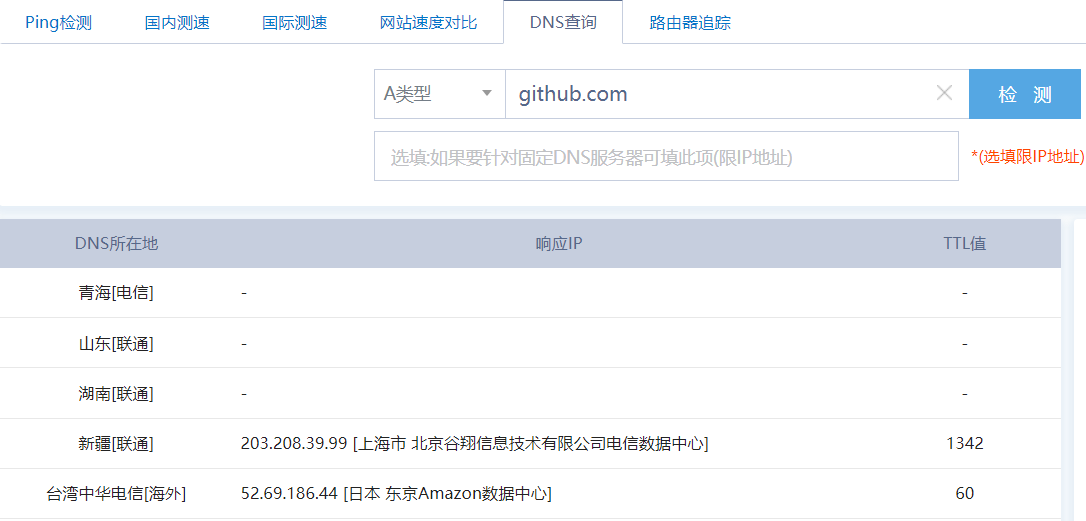 Ping检测 国内测速 国际测速 网站速度对比 DNS查询 路由器追踪
A类型 github.com 检 测
选填:如果要针对固定DNS服务器可填此项(限IP地址) *(选填限IP地址)
DNS所在地 响应IP TTL值
青海[电信] - -
山东[联通] - -
湖南[联通] - -
新疆[联通] 203.208.39.99 [上海市 北京谷翔信息技术有限公司电信数据中心] 1342
台湾中华电信[海外] 52.69.186.44 [日本 东京Amazon数据中心] 60